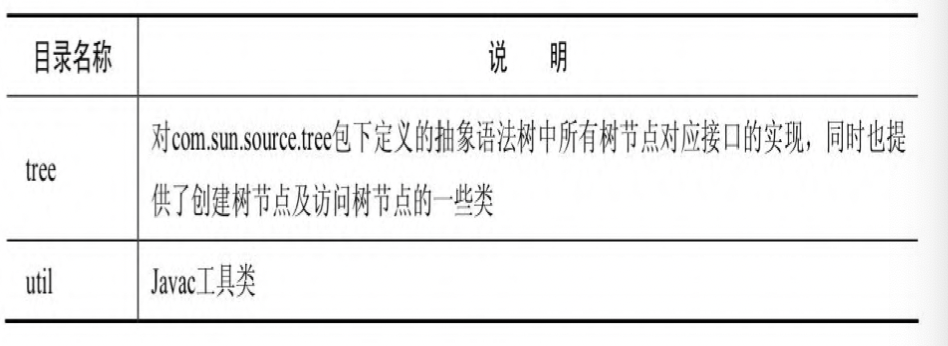 目录名称 说 明
tree
对com.sun.source.tree包下定义的抽象语法树中所有树节点对应接口的实现，同时也提
供了创建树节点及访问树节点的一些类
util Javac工具类